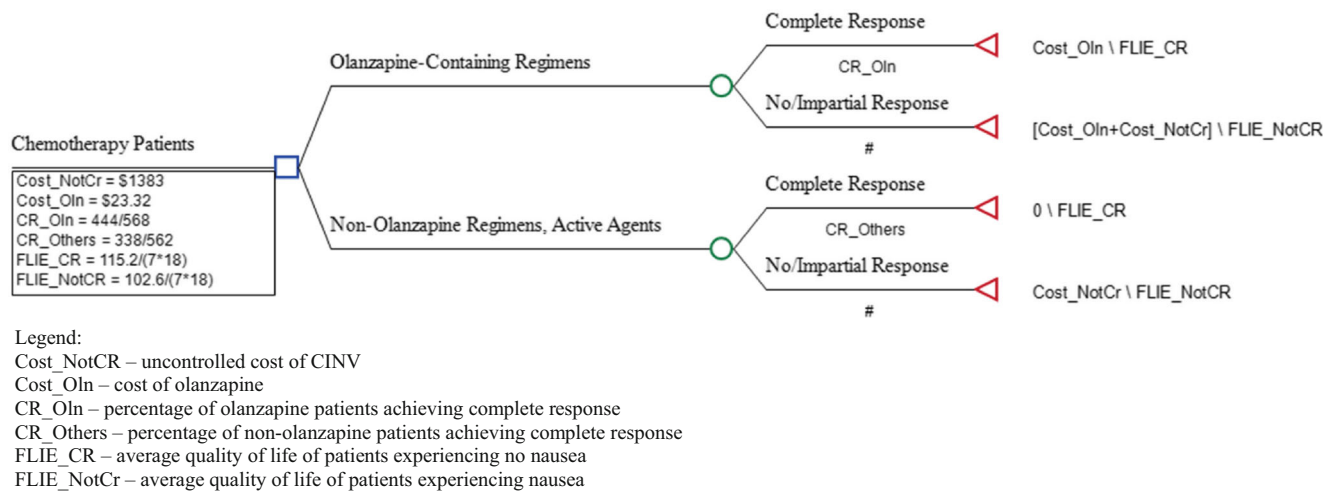 Complete Response
Cost_Oln \ FLIE_CR
Olanzapine-Containing Regimens
CR_Oln
No/Impartial Response
[Cost_Oln+Cost_NotCr] \ FLIE_NotCR
#
Chemotherapy Patients
Cost_NotCr = $1383
Cost_Oln = $23.32
CR_Oln = 444/568
CR_Others = 338/562
FLIE_CR = 115.2/(7*18)
FLIE_NotCR = 102.6/(7*18)
Complete Response
0 \ FLIE_CR
Non-Olanzapine Regimens, Active Agents
CR_Others
No/Impartial Response
Cost_NotCr \ FLIE_NotCR
#
Legend:
Cost_NotCR – uncontrolled cost of CINV
Cost_Oln – cost of olanzapine
CR_Oln – percentage of olanzapine patients achieving complete response
CR_Others – percentage of non-olanzapine patients achieving complete response
FLIE_CR – average quality of life of patients experiencing no nausea
FLIE_NotCr – average quality of life of patients experiencing nausea